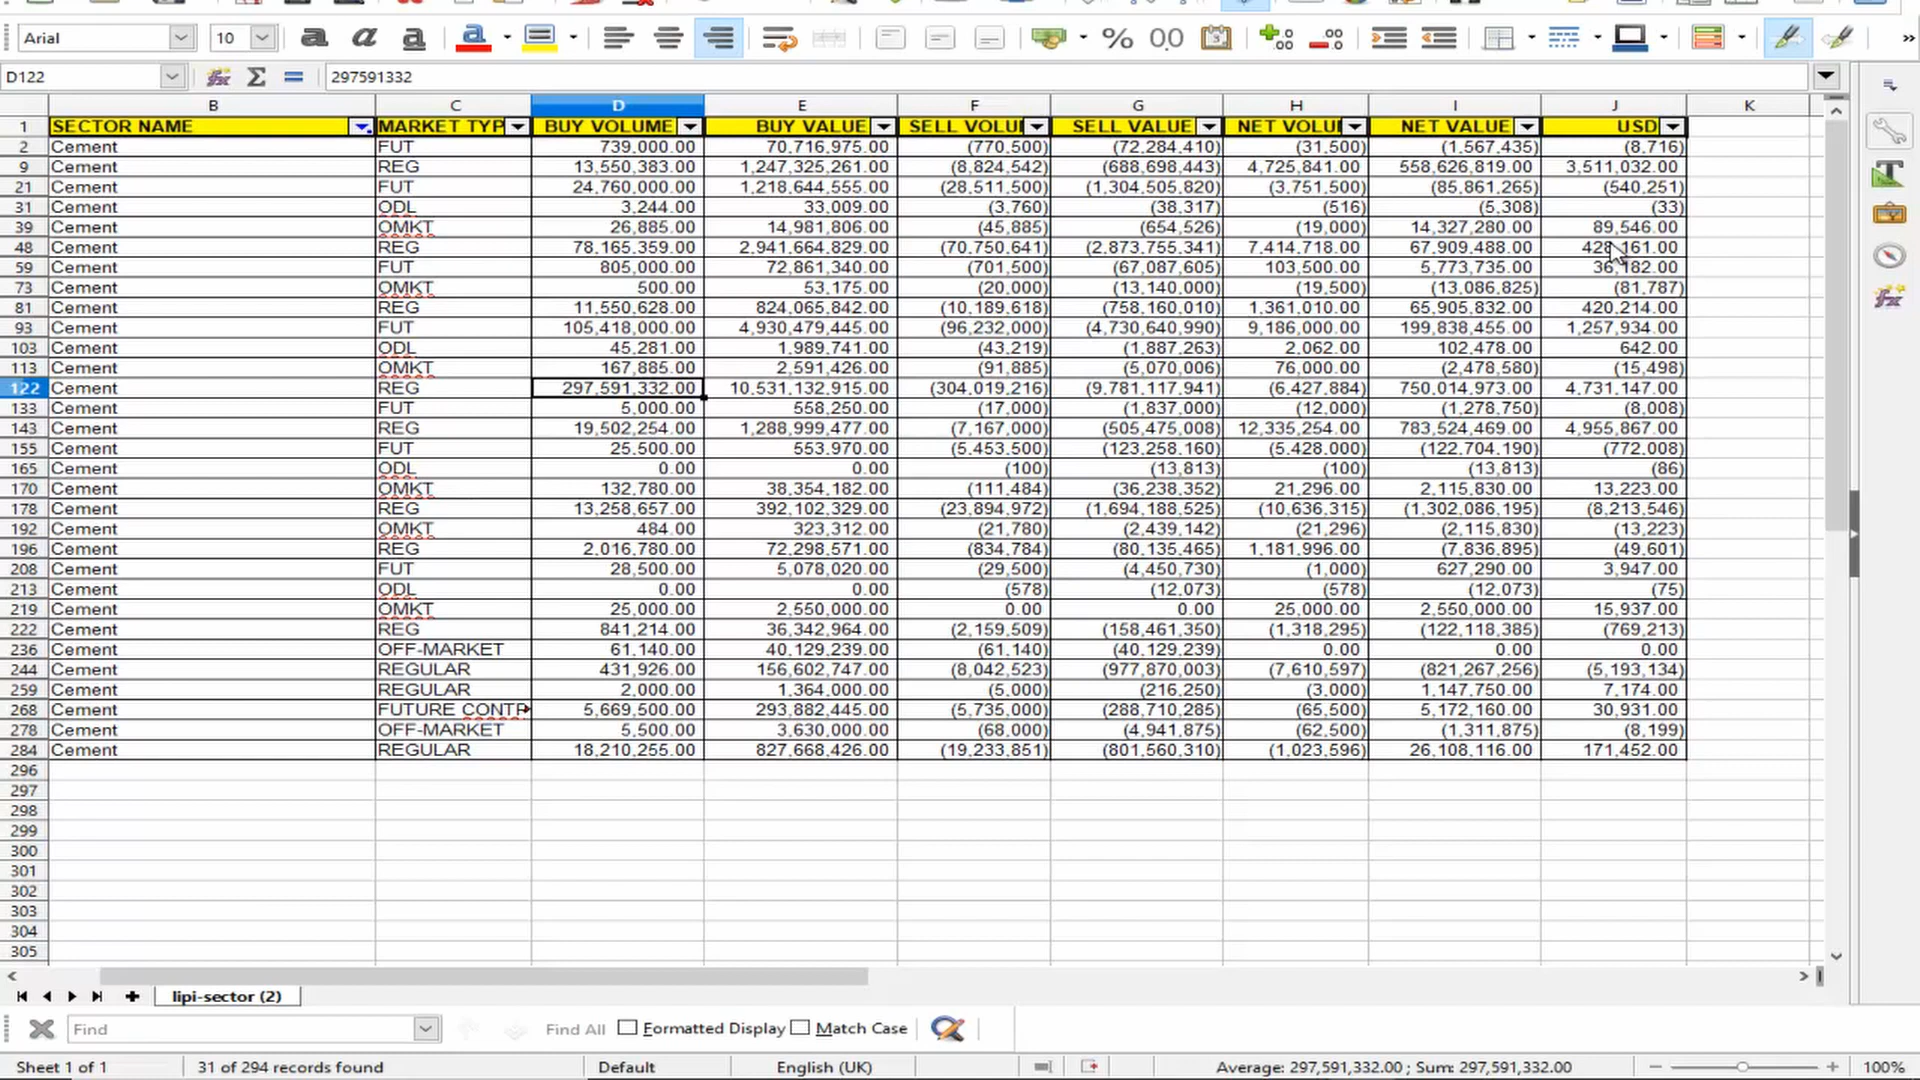 Arial 10
D122 297591332
B C D E F G H I J K
1 SECTOR NAME MARKET TYP BUY VOLUME BUY VALUE SELL VOLU SELL VALUE NET VOLU NET VALUE USD
2 Cement FUT 739,000.00 70,716,975.00 (770,500) (72,284,410) (31,500) (1,567,435) (8,716)
9 Cement REG 13,550,383.00 1,247,325,261.00 (8,824,542) (688,698,443) 4,725,841.00 558,626,819.00 3,511,032.00
21 Cement FUT 24,760,000.00 1,218,644,555.00 (28,511,500) (1,304,505,820) (3,751,500) (85,861,265) (540,251)
31 Cement ODL 3,244.00 33,009.00 (3,760) (38,317) (516) (5,308) (33)
39 Cement OMKT 26,885.00 14,981,806.00 (45,885) (654,526) (19,000) 14,327,280.00 89,546.00
48 Cement REG 78,165,359.00 2,941,664,829.00 (70,750,641) (2,873,755,341) 7,414,718.00 67,909,488.00 428,161.00
59 Cement FUT 805,000.00 72,861,340.00 (701,500) (67,087,605) 103,500.00 5,773,735.00 36,182.00
73 Cement OMKT 500.00 53,175.00 (20,000) (13,140,000) (19,500) (13,086,825) (81,787)
81 Cement REG 11,550,628.00 824,065,842.00 (10,189,618) (758,160,010) 1,361,010.00 65,905,832.00 420,214.00
93 Cement FUT 105,418,000.00 4,930,479,445.00 (96,232,000) (4,730,640,990) 9,186,000.00 199,838,455.00 1,257,934.00
103 Cement ODL 45,281.00 1,989,741.00 (43,219) (1,887,263) 2,062.00 102,478.00 642.00
113 Cement OMKT 167,885.00 2,591,426.00 (91,885) (5,070,006) 76,000.00 (2,478,580) (15,498)
122 Cement REG 297,591,332.00 10,531,132,915.00 (304,019,216) (9,781,117,941) (6,427,884) 750,014,973.00 4,731,147.00
133 Cement FUT 5,000.00 558,250.00 (17,000) (1,837,000) (12,000) (1,278,750) (8,008)
143 Cement REG 19,502,254.00 1,288,999,477.00 (7,167,000) (505,475,008) 12,335,254.00 783,524,469.00 4,955,867.00
155 Cement FUT 25,500.00 553,970.00 (5,453,500) (123,258,160) (5,428,000) (122,704,190) (772,008)
165 Cement ODL 0.00 0.00 (100) (13,813) (100) (13,813) (86)
170 Cement OMKT 132,780.00 38,354,182.00 (111,484) (36,238,352) 21,296.00 2,115,830.00 13,223.00
178 Cement REG 13,258,657.00 392,102,329.00 (23,894,972) (1,694,188,525) (10,636,315) (1,302,086,195) (8,213,546)
192 Cement OMKT 484.00 323,312.00 (21,780) (2,439,142) (21,296) (2,115,830) (13,223)
196 Cement REG 2,016,780.00 72,298,571.00 (834,784) (80,135,465) 1,181,996.00 (7,836,895) (49,601)
208 Cement FUT 28,500.00 5,078,020.00 (29,500) (4,450,730) (1,000) 627,290.00 3,947.00
213 Cement ODL 0.00 0.00 (578) (12,073) (578) (12,073) (75)
219 Cement OMKT 25,000.00 2,550,000.00 0.00 0.00 25,000.00 2,550,000.00 15,937.00
222 Cement REG 841,214.00 36,342,964.00 (2,159,509) (158,461,350) (1,318,295) (122,118,385) (769,213)
236 Cement OFF-MARKET 61,140.00 40,129,239.00 (61,140) (40,129,239) 0.00 0.00 0.00
244 Cement REGULAR 431,926.00 156,602,747.00 (8,042,523) (977,870,003) (7,610,597) (821,267,256) (5,193,134)
259 Cement REGULAR 2,000.00 1,364,000.00 (5,000) (216,250) (3,000) 1,147,750.00 7,174.00
268 Cement FUTURE CONTR 5,669,500.00 293,882,445.00 (5,735,000) (288,710,285) (65,500) 5,172,160.00 30,931.00
278 Cement OFF-MARKET 5,500.00 3,630,000.00 (68,000) (4,941,875) (62,500) (1,311,875) (8,199)
284 Cement REGULAR 18,210,255.00 827,668,426.00 (19,233,851) (801,560,310) (1,023,596) 26,108,116.00 171,452.00
296
297
298
299
300
301
302
303
304
305
lipi-sector (2)
Find Find All Formatted Display Match Case
Sheet 1 of 1 31 of 294 records found Default English (UK) Average: 297,591,332.00 ; Sum: 297,591,332.00 100%